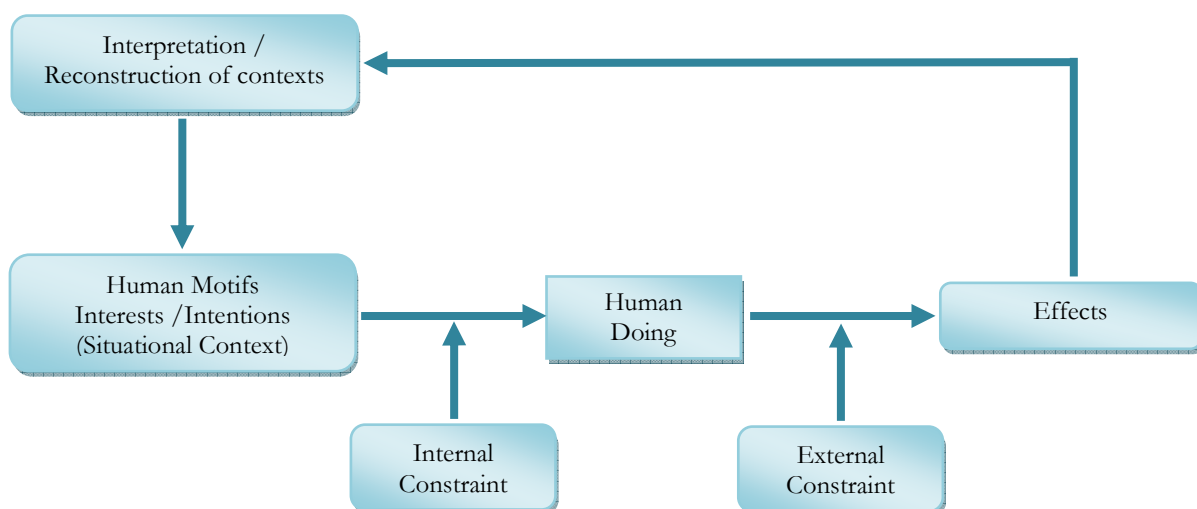 Interpretation /
Reconstruction of contexts
Human Motifs
Interests /Intentions
(Situational Context)
Human
Doing
Effects
Internal
Constraint
External
Constraint